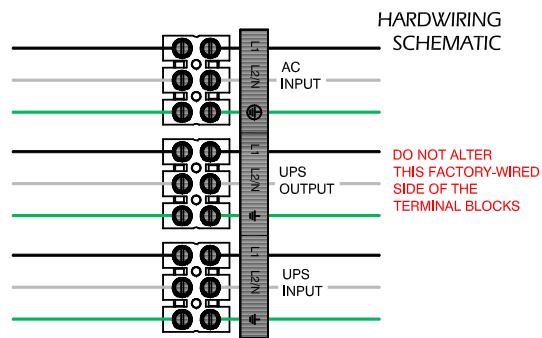 HARDWIRING
SCHEMATIC
L1
L2/N
AC
INPUT
L1
L2/N
UPS
OUTPUT
DO NOT ALTER
THIS FACTORY-WIRED
SIDE OF THE
TERMINAL BLOCKS
L1
L2/N
UPS
INPUT